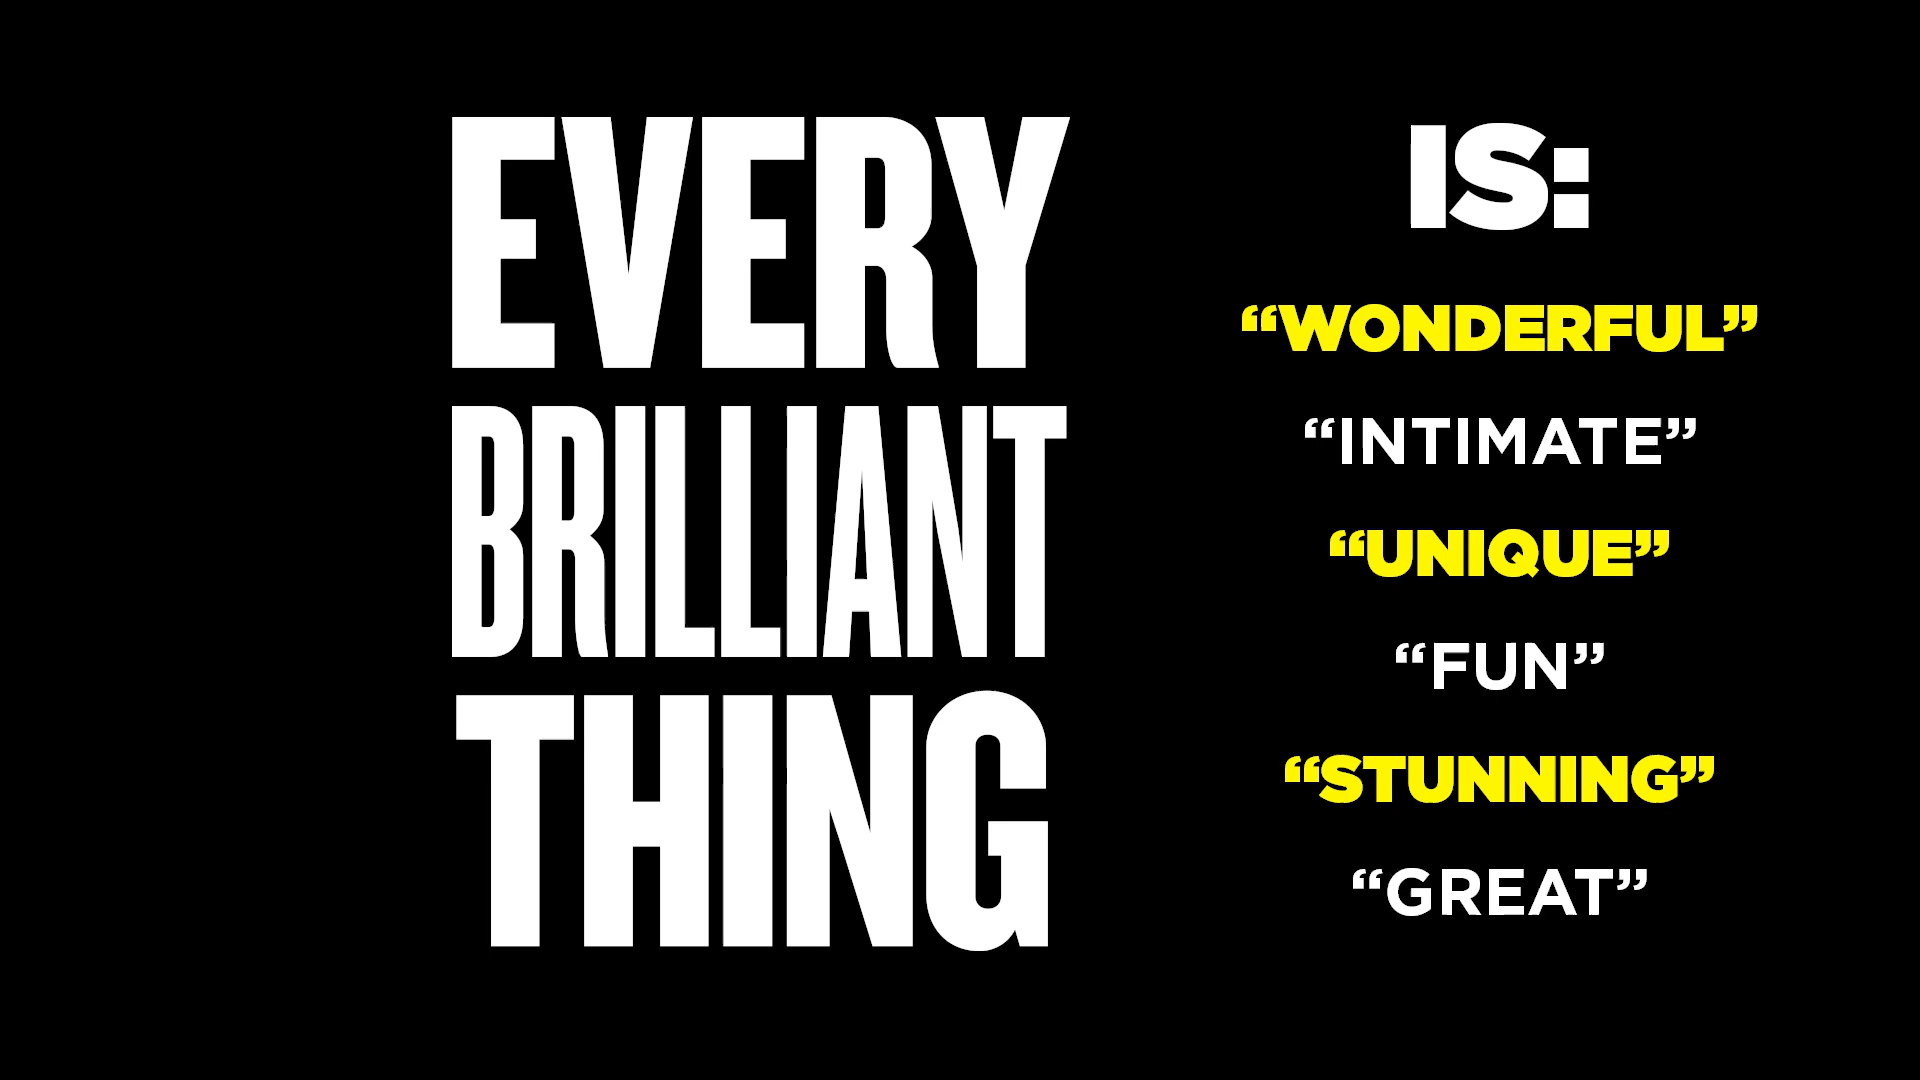 EVERY
BRILLIANT
THING
IS:
“WONDERFUL”
“INTIMATE”
“UNIQUE”
“FUN”
“STUNNING”
“GREAT”